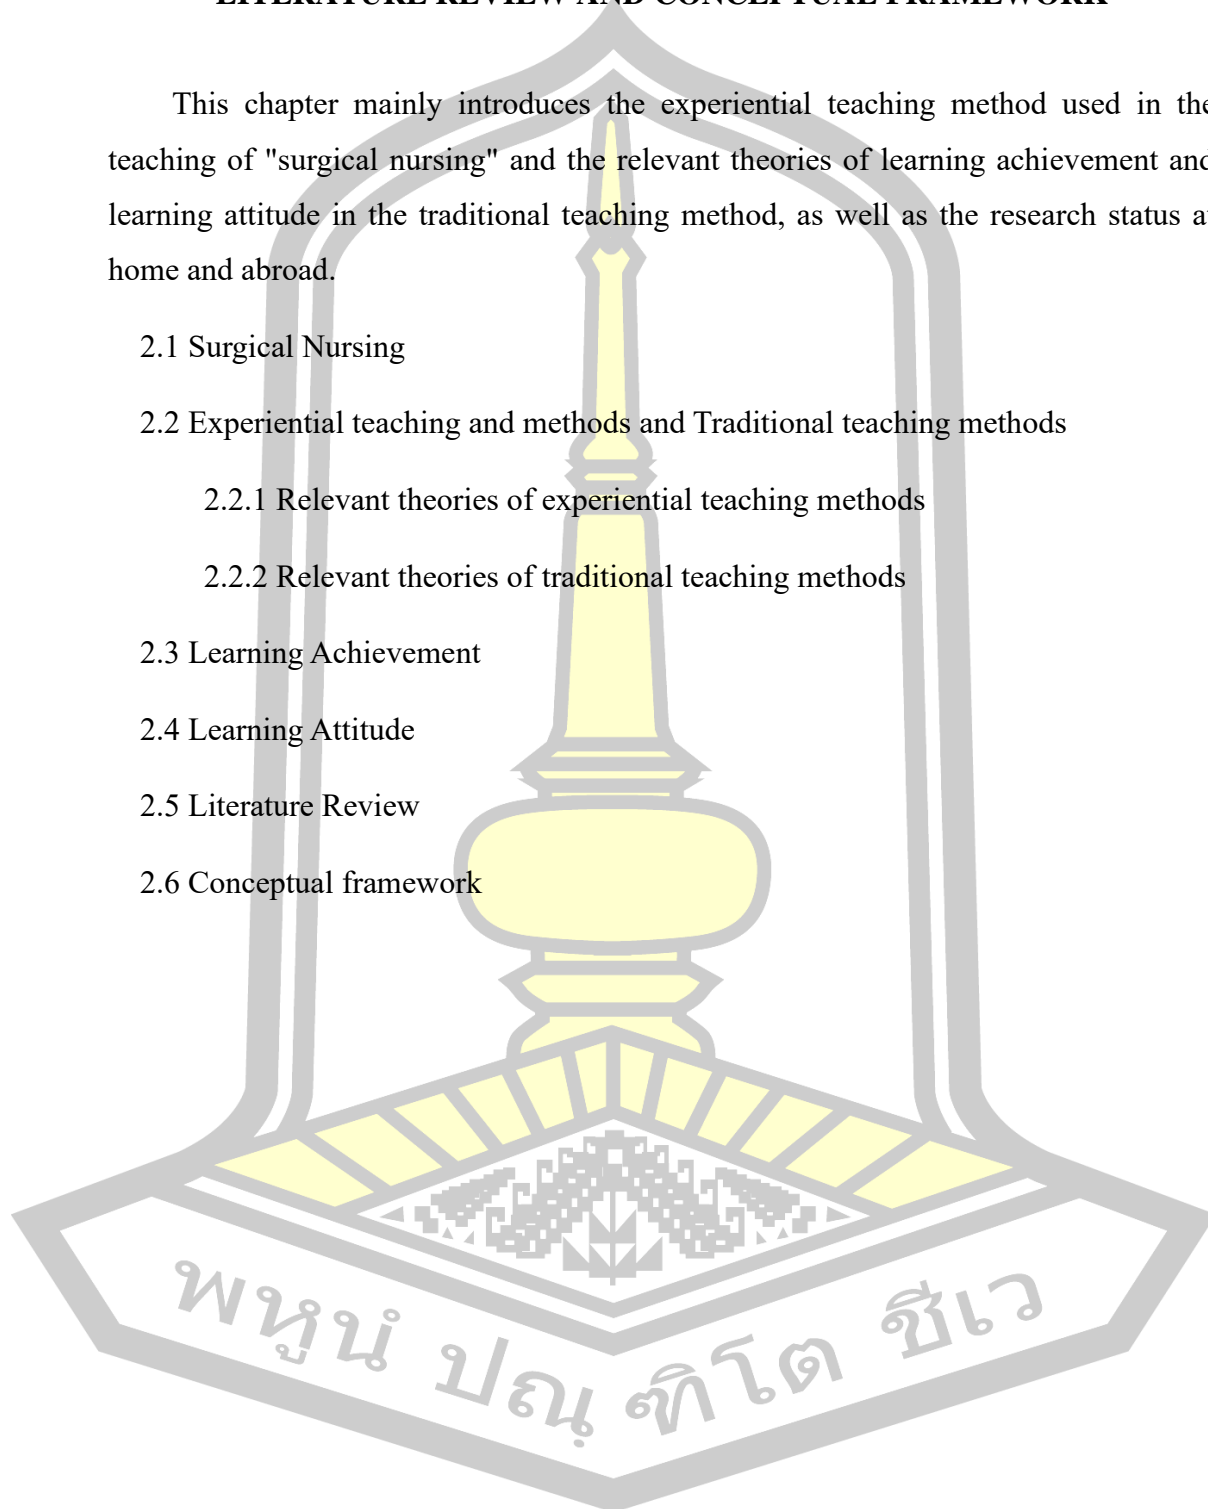 LITERATURE REVIEW AND CONCEPTUAL FRAMEWORK
This chapter mainly introduces the experiential teaching method used in the
teaching of "surgical nursing" and the relevant theories of learning achievement and
learning attitude in the traditional teaching method, as well as the research status at
home and abroad.
2.1 Surgical Nursing
2.2 Experiential teaching and methods and Traditional teaching methods
2.2.1 Relevant theories of experiential teaching methods
2.2.2 Relevant theories of traditional teaching methods
2.3 Learning Achievement
2.4 Learning Attitude
2.5 Literature Review
2.6 Conceptual framework
พหูนํ ปณฺฑิโต ชีเว